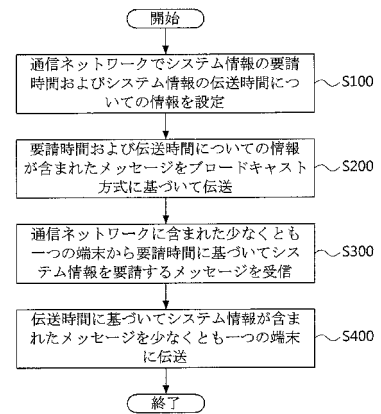 開始
通信ネットワークでシステム情報の要請
時間およびシステム情報の伝送時間につ
いての情報を設定
S100
要請時間および伝送時間についての情報
が含まれたメッセージをブロードキャスト
方式に基づいて伝送
S200
通信ネットワークに含まれた少なくとも
一つの端末から要請時間に基づいてシス
テム情報を要請するメッセージを受信
S300
伝送時間に基づいてシステム情報が含ま
れたメッセージを少なくとも一つの端末
に伝送
S400
終了